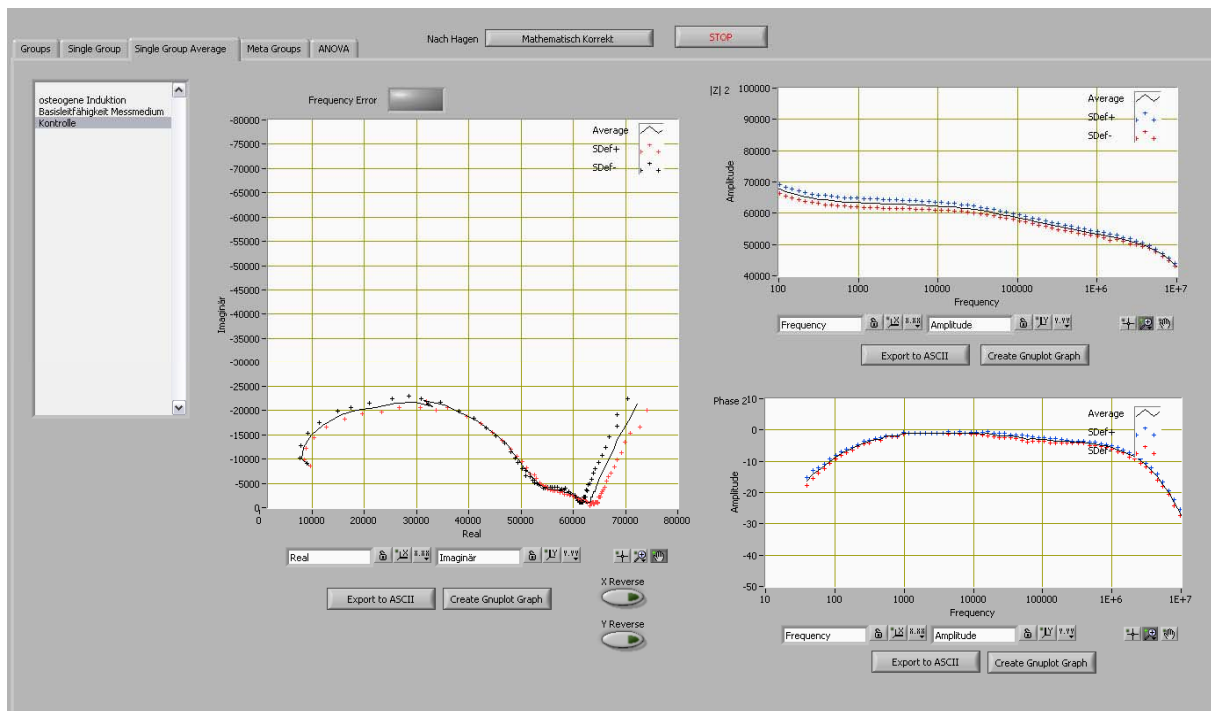 Nach Hagen Mathematisch Korrekt STOP
Groups Single Group Single Group Average Meta Groups ANOVA
osteogene Induktion
Basisleitfähigkeit Messmedium
Kontrolle
Frequency Error
Average
SDef+
SDef-
-80000
-75000
-70000
-65000
-60000
-55000
-50000
-45000
-40000
-35000
-30000
-25000
-20000
-15000
-10000
-5000
0
Imaginär
0 10000 20000 30000 40000 50000 60000 70000 80000
Real
Real Imaginär
Export to ASCII Create Gnuplot Graph
X Reverse
Y Reverse
|Z| 2
Average
SDef+
SDef-
100000
90000
80000
70000
60000
50000
40000
Amplitude
100 1000 10000 100000 1E+6 1E+7
Frequency
Frequency Amplitude
Export to ASCII Create Gnuplot Graph
Phase 2
Average
SDef+
SDef-
10
0
-10
-20
-30
-40
-50
Amplitude
10 100 1000 10000 100000 1E+6 1E+7
Frequency
Frequency Amplitude
Export to ASCII Create Gnuplot Graph